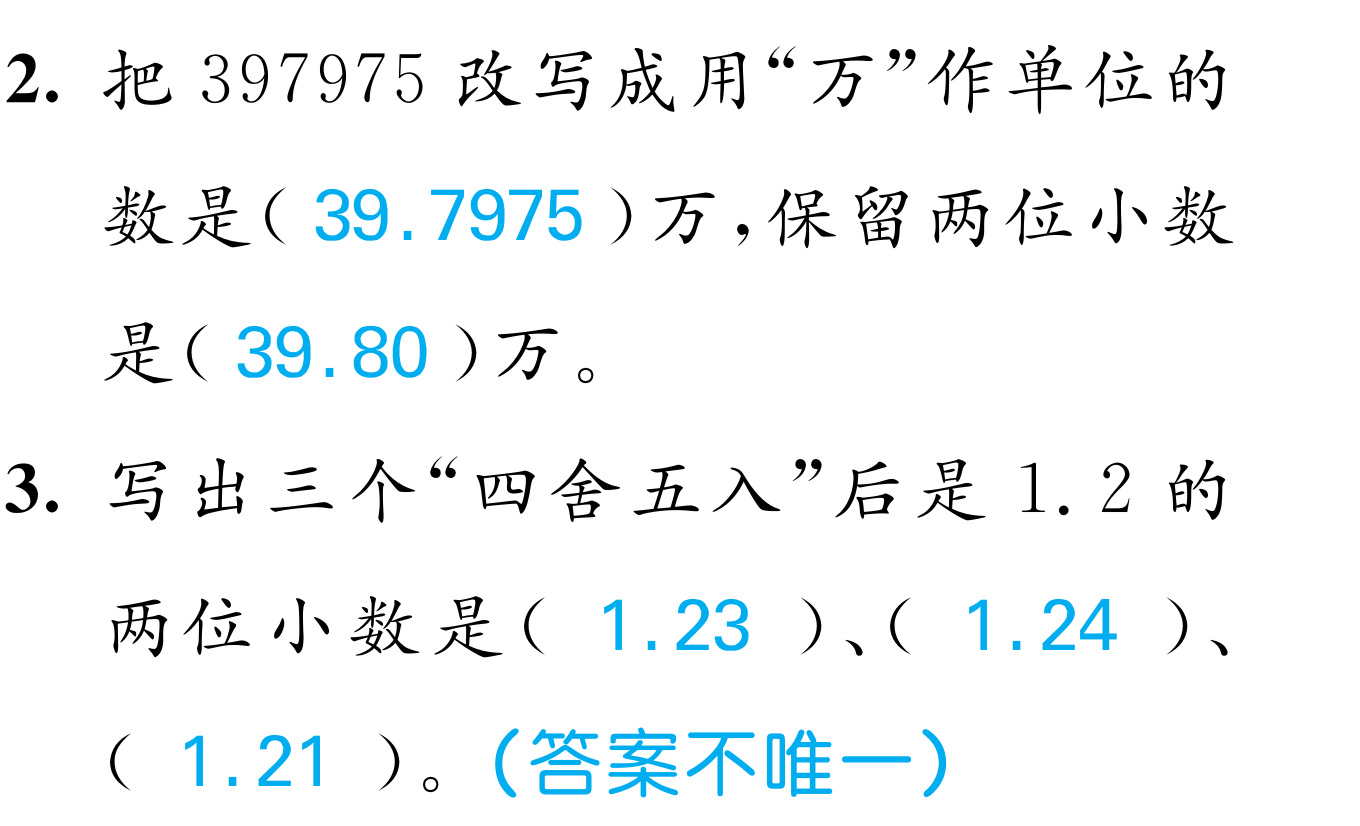 2. 把 397975 改写成用“万”作单位的
数是( 39.7975 )万,保留两位小数
是( 39.80 )万。
3. 写出三个“四舍五入”后是 1.2 的
两位小数是( 1.23 )、( 1.24 )、
( 1.21 )。(答案不唯一)